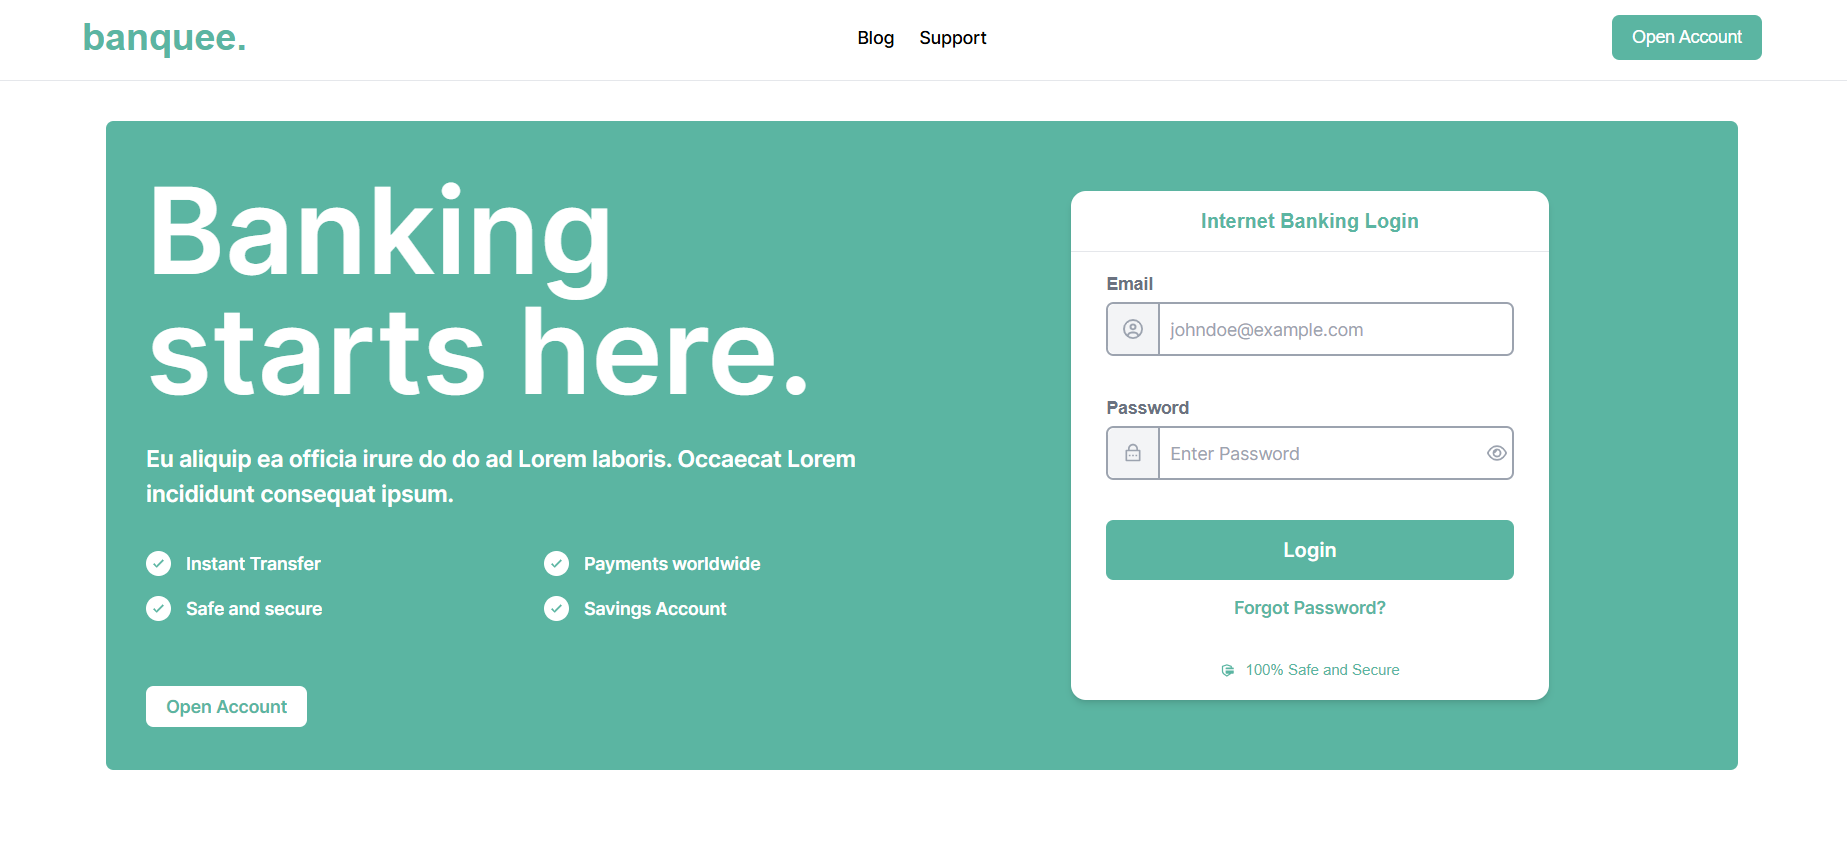 banquee.
Blog
Support
Open Account
Banking
starts here.
Eu aliquip ea officia irure do do ad Lorem laboris. Occaecat Lorem
incididunt consequat ipsum.
Instant Transfer
Payments worldwide
Safe and secure
Savings Account
Open Account
Internet Banking Login
Email
johndoe@example.com
Password
Enter Password
Login
Forgot Password?
100% Safe and Secure